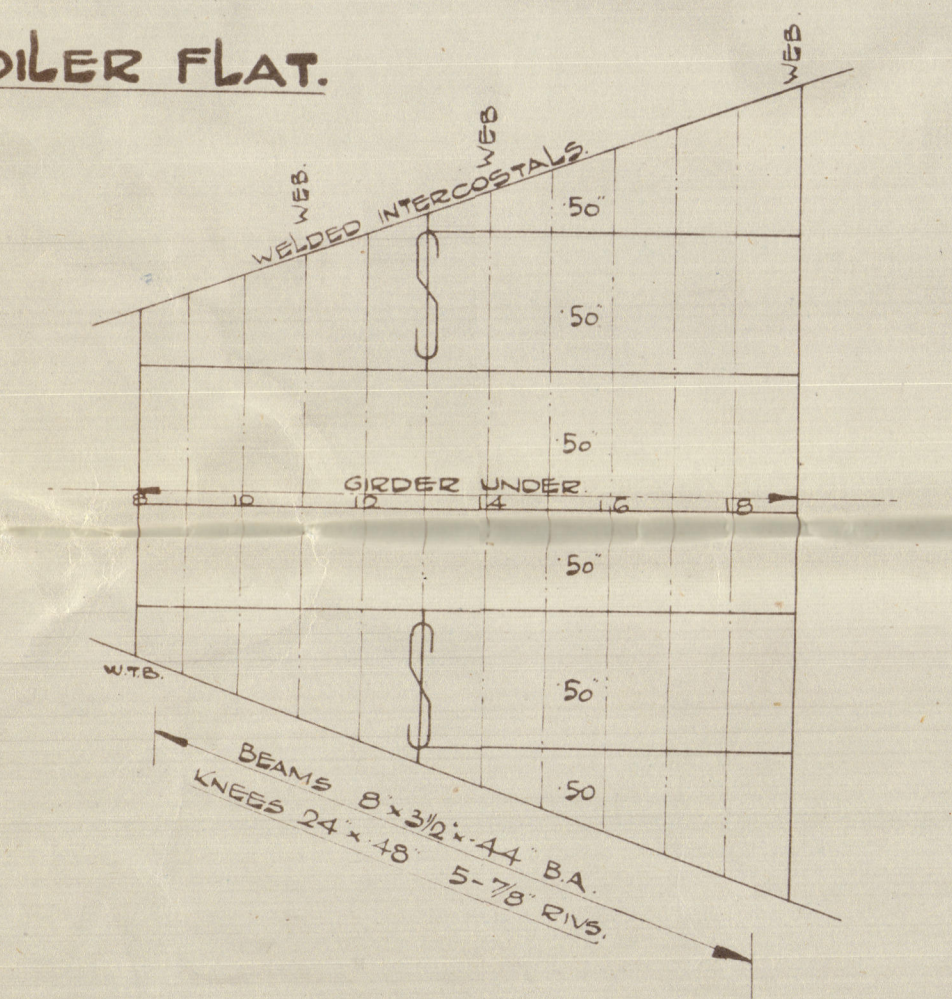 OILER FLAT.
WEB
WEB
WEB.
WELDED INTERCOSTALS.
·50"
·50"
·50"
GIRDER UNDER.
8 10 12 14 16 18
·50"
·50"
·50
W.T.B.
BEAMS 8" x 3½" x ·44" B.A.
KNEES 24" x ·48" 5-7/8" RIVS.